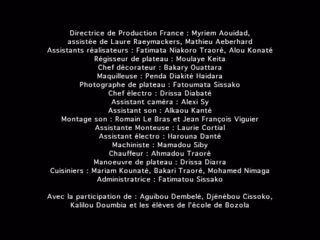 Directrice de Production France : Myriem Aouidad,
assistée de Laure Raeymackers, Mathieu Aeberhard
Assistants réalisateurs : Fatimata Niakoro Traoré, Alou Konaté
Régisseur de plateau : Moulaye Keita
Chef décorateur : Bakary Ouattara
Maquilleuse : Penda Diakité Haidara
Photographe de plateau : Fatoumata Sissako
Chef électro : Drissa Diabaté
Assistant caméra : Alexi Sy
Assistant son : Alkaou Kanté
Montage son : Romain Le Bras et Jean François Viguier
Assistante Monteuse : Laurie Cortial
Assistant électro : Harouna Danté
Machiniste : Mamadou Siby
Chauffeur : Ahmadou Traoré
Manoeuvre de plateau : Drissa Diarra
Cuisiniers : Mariam Kounaté, Bakari Traoré, Mohamed Nimaga
Administratrice : Fatimatou Sissako
Avec la participation de : Aguibou Dembelé, Djénébou Cissoko,
Kalilou Doumbia et les élèves de l'école de Bozola